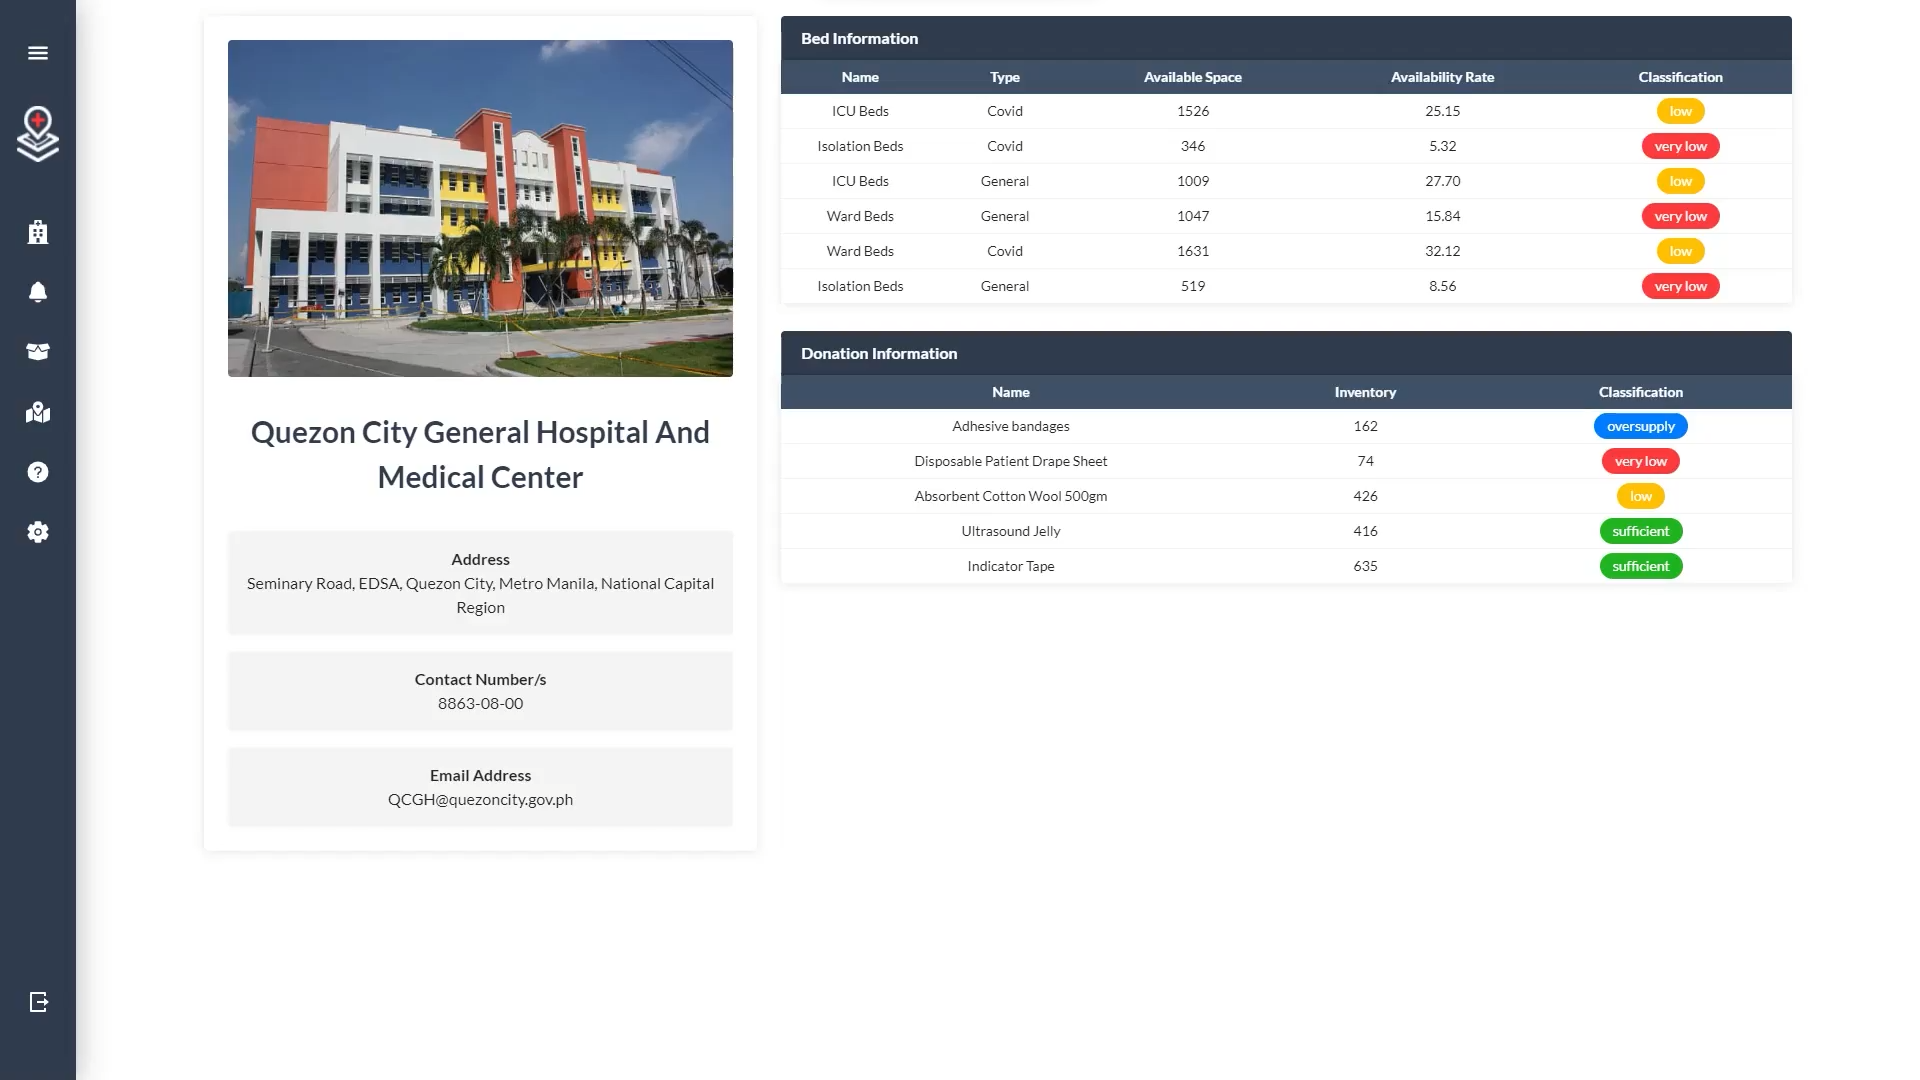 Quezon City General Hospital And
Medical Center
Address
Seminary Road, EDSA, Quezon City, Metro Manila, National Capital
Region
Contact Number/s
8863-08-00
Email Address
QCGH@quezoncity.gov.ph
Bed Information
Name Type Available Space Availability Rate Classification
ICU Beds Covid 1526 25.15 low
Isolation Beds Covid 346 5.32 very low
ICU Beds General 1009 27.70 low
Ward Beds General 1047 15.84 very low
Ward Beds Covid 1631 32.12 low
Isolation Beds General 519 8.56 very low
Donation Information
Name Inventory Classification
Adhesive bandages 162 oversupply
Disposable Patient Drape Sheet 74 very low
Absorbent Cotton Wool 500gm 426 low
Ultrasound Jelly 416 sufficient
Indicator Tape 635 sufficient